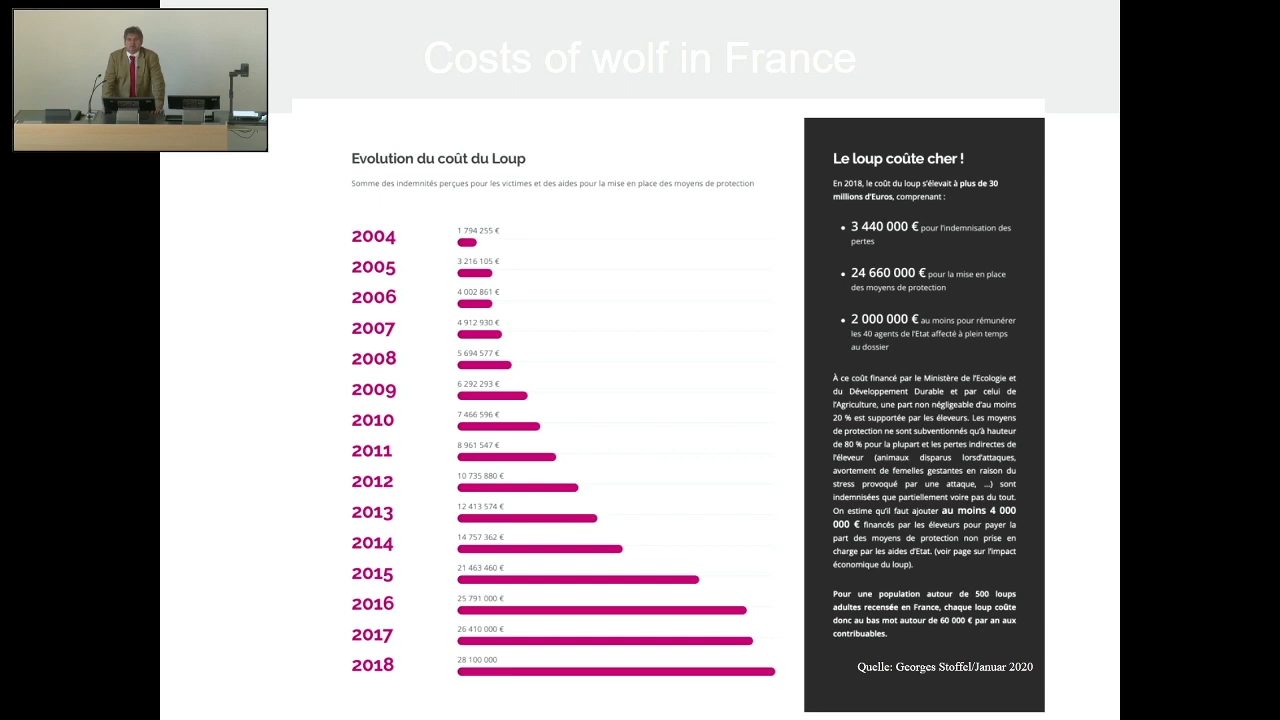 Costs of wolf in France
Evolution du coût du Loup
Somme des indemnités perçues pour les victimes et des aides pour la mise en place des moyens de protection
2004
1 794 255 €
2005
3 216 105 €
2006
4 002 861 €
2007
4 912 930 €
2008
5 694 577 €
2009
6 292 293 €
2010
7 466 596 €
2011
8 961 547 €
2012
10 735 880 €
2013
12 413 574 €
2014
14 757 362 €
2015
21 463 460 €
2016
25 791 000 €
2017
26 410 000 €
2018
28 100 000
Le loup coûte cher !
En 2018, le coût du loup s'élevait à plus de 30
millions d'Euros, comprenant :
• 3 440 000 € pour l'indemnisation des
pertes
• 24 660 000 € pour la mise en place
des moyens de protection
• 2 000 000 € au moins pour rémunérer
les 40 agents de l'Etat affecté à plein temps
au dossier
À ce coût financé par le Ministère de l'Ecologie et
du Développement Durable et par celui de
l'Agriculture, une part non négligeable d'au moins
20 % est supportée par les éleveurs. Les moyens
de protection ne sont subventionnés qu'à hauteur
de 80 % pour la plupart et les pertes indirectes de
l'éleveur (animaux disparus lorsd'attaques,
avortement de femelles gestantes en raison du
stress provoqué par une attaque, ...) sont
indemnisées que partiellement voire pas du tout.
On estime qu'il faut ajouter au moins 4 000
000 € financés par les éleveurs pour payer la
part des moyens de protection non prise en
charge par les aides d'Etat. (voir page sur l'impact
économique du loup).
Pour une population autour de 500 loups
adultes recensée en France, chaque loup coûte
donc au bas mot autour de 60 000 € par an aux
contribuables.
Quelle: Georges Stoffel/Januar 2020